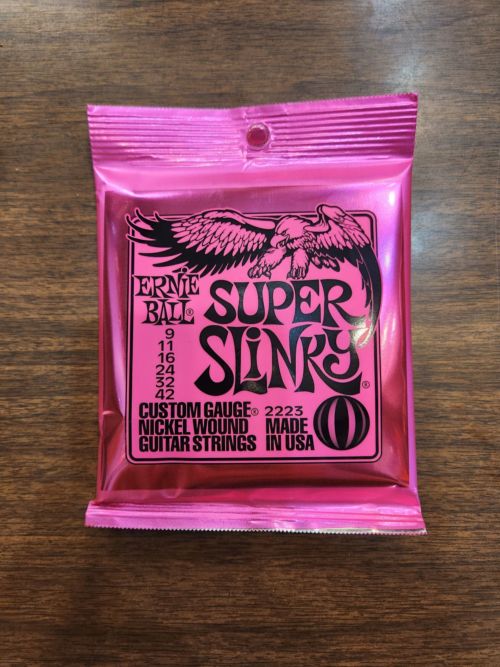 ERNIE
BALL®
SUPER
SLINKY®
9
11
16
24
32
42
CUSTOM GAUGE® 2223
NICKEL WOUND MADE
GUITAR STRINGS IN USA